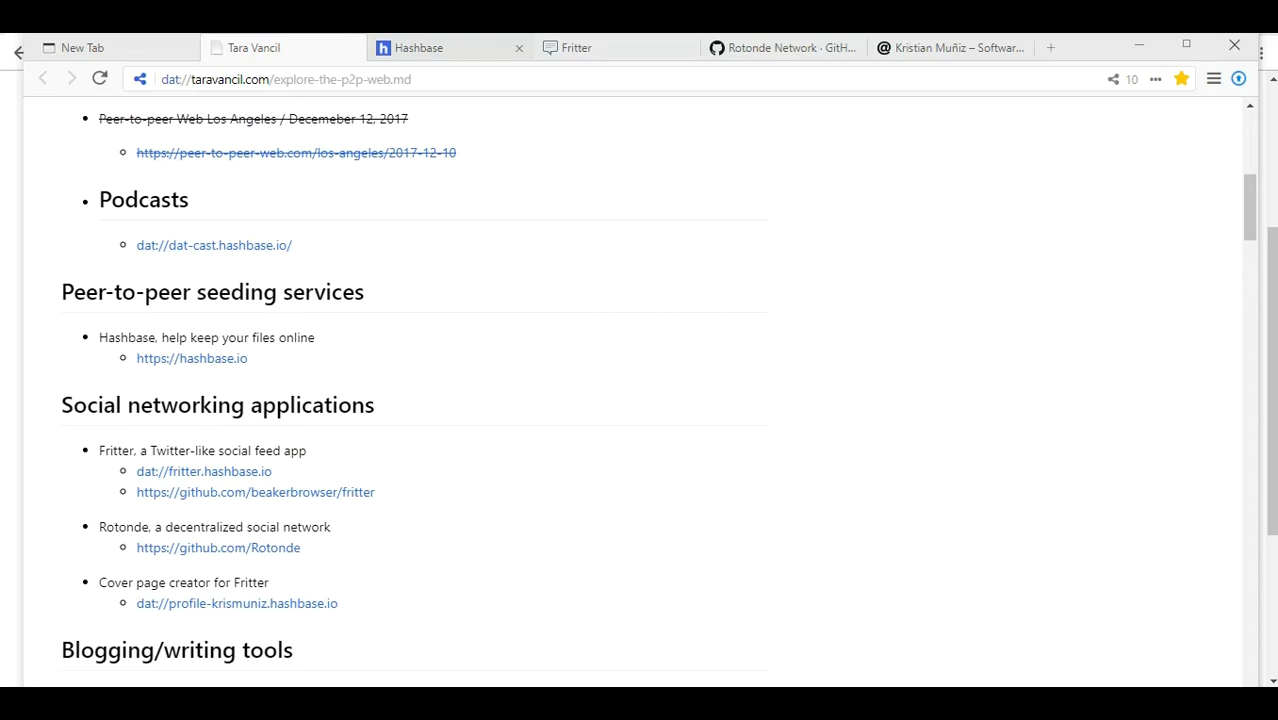 New Tab
Tara Vancil
Hashbase
Fritter
Rotonde Network · GitH...
Kristian Muñiz – Softwar...
dat://taravancil.com/explore-the-p2p-web.md
10
Peer-to-peer Web Los Angeles / Decemeber 12, 2017
https://peer-to-peer-web.com/los-angeles/2017-12-10
Podcasts
dat://dat-cast.hashbase.io/
Peer-to-peer seeding services
Hashbase, help keep your files online
https://hashbase.io
Social networking applications
Fritter, a Twitter-like social feed app
dat://fritter.hashbase.io
https://github.com/beakerbrowser/fritter
Rotonde, a decentralized social network
https://github.com/Rotonde
Cover page creator for Fritter
dat://profile-krismuniz.hashbase.io
Blogging/writing tools